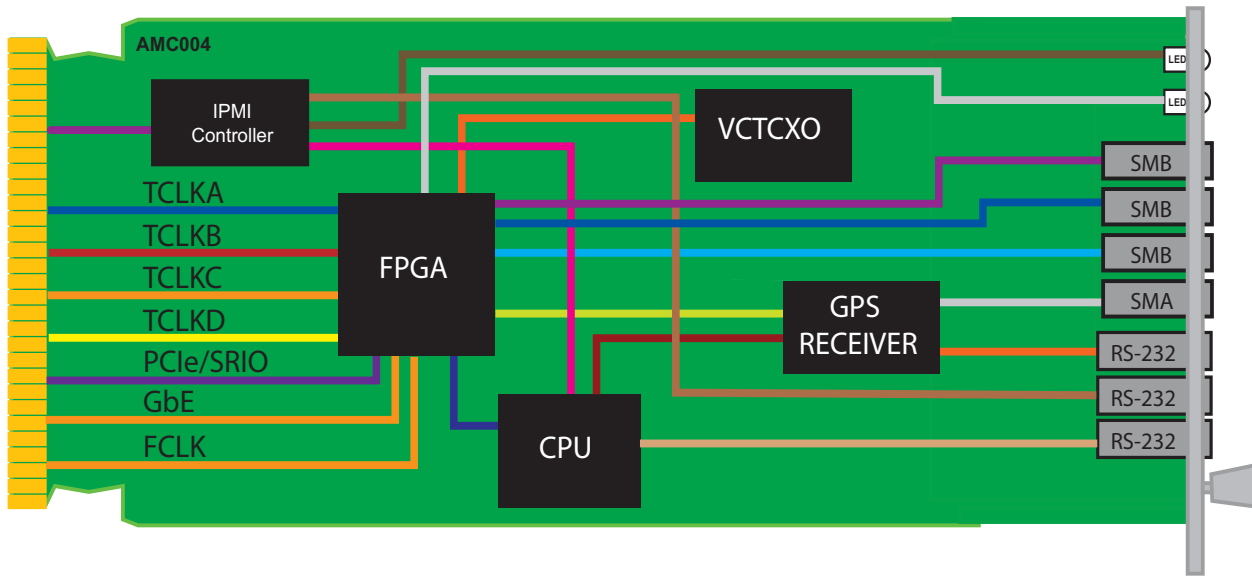 AMC004
LED
IPMI
Controller
VCTCXO
LED
SMB
TCLKA
SMB
TCLKB
FPGA
SMB
TCLKC
GPS
RECEIVER
SMA
TCLKD
PCIe/SRIO
RS-232
GbE
RS-232
FCLK
CPU
RS-232